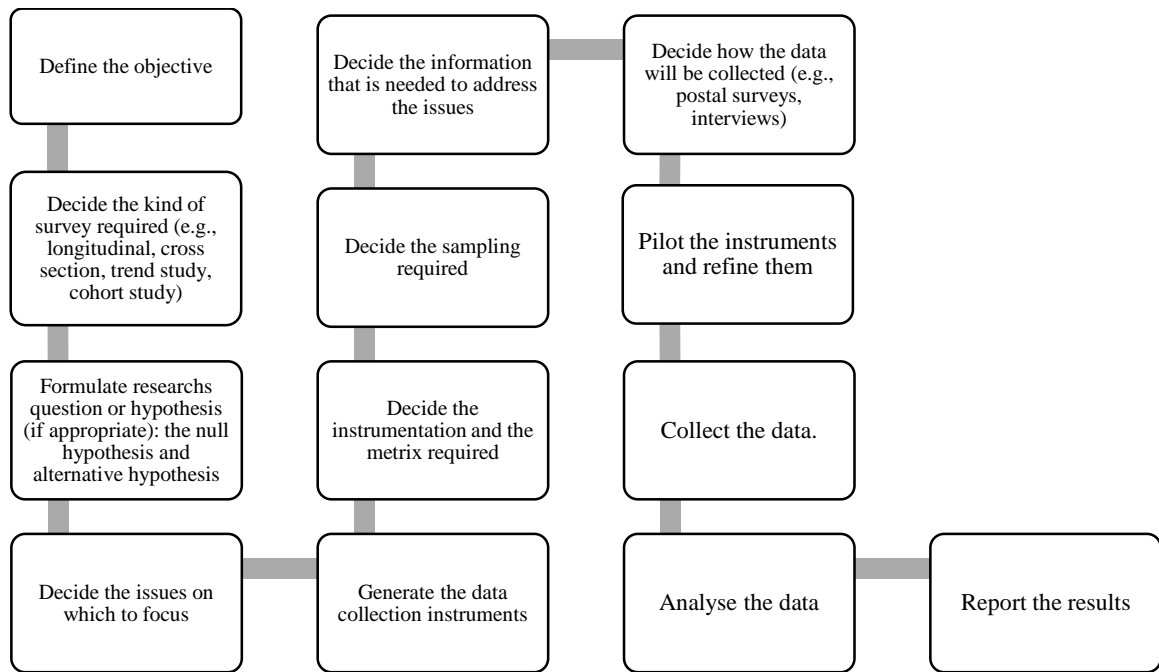 Define the objective
Decide the kind of
survey required (e.g.,
longitudinal, cross
section, trend study,
cohort study)
Formulate researchs
question or hypothesis
(if appropriate): the null
hypothesis and
alternative hypothesis
Decide the issues on
which to focus
Generate the data
collection instruments
Decide the
instrumentation and the
metrix required
Decide the sampling
required
Decide the information
that is needed to address
the issues
Decide how the data
will be collected (e.g.,
postal surveys,
interviews)
Pilot the instruments
and refine them
Collect the data.
Analyse the data
Report the results